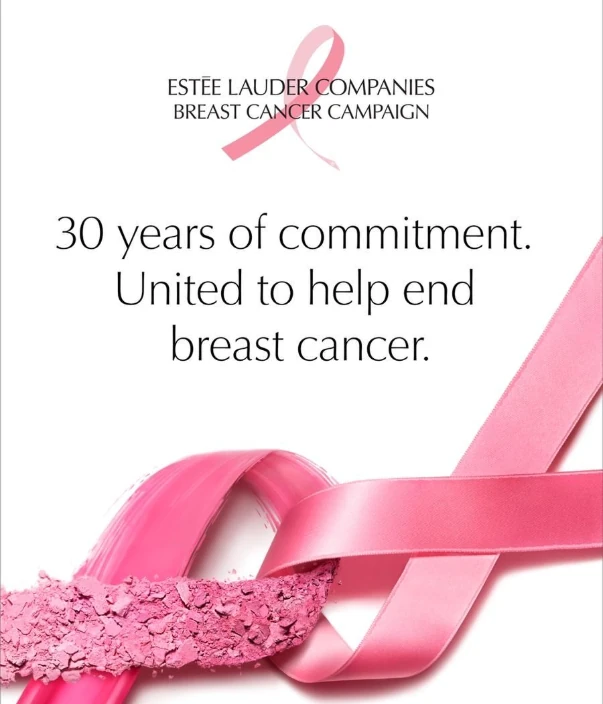 ESTĒE LAUDER COMPANIES
BREAST CANCER CAMPAIGN
30 years of commitment.
United to help end
breast cancer.